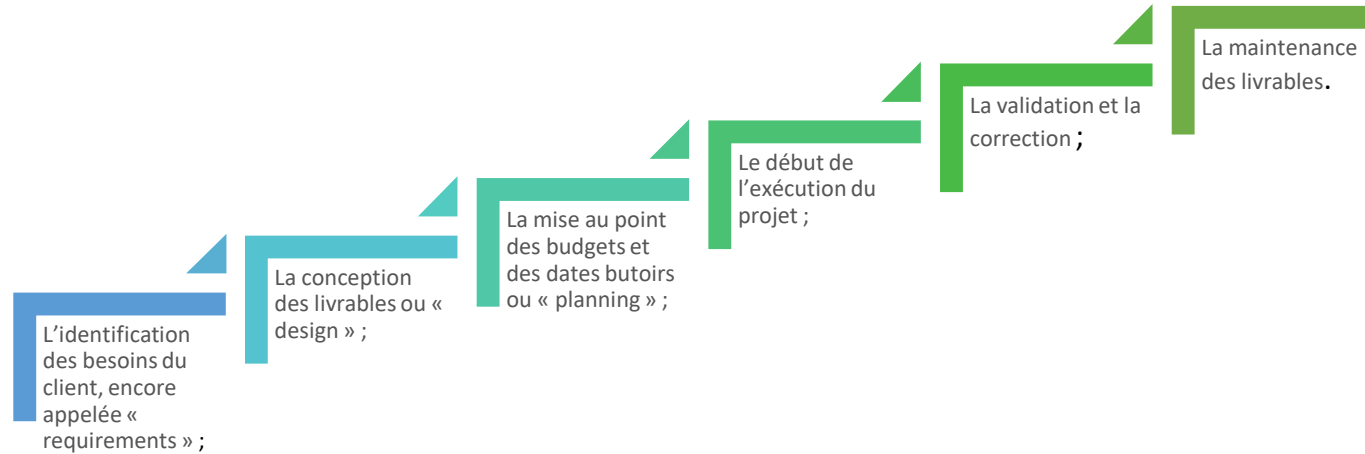 L’identification
des besoins du
client, encore
appelée «
requirements » ;
La conception
des livrables ou «
design » ;
La mise au point
des budgets et
des dates butoirs
ou « planning » ;
Le début de
l’exécution du
projet ;
La validation et la
correction ;
La maintenance
des livrables.